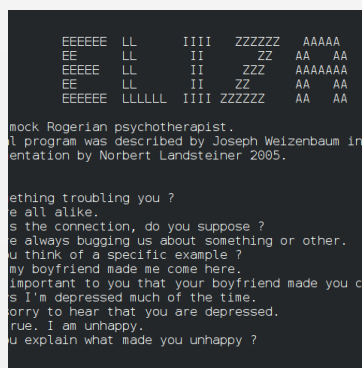 EEEEEE LL IIII ZZZZZZ AAAAA
EE LL II ZZ AA AA
EEEEE LL II ZZZ AAAAAAA
EE LL II ZZ AA AA
EEEEEE LLLLLL IIII ZZZZZZ AA AA
mock Rogerian psychotherapist.
l program was described by Joseph Weizenbaum in
entation by Norbert Landsteiner 2005.
ething troubling you ?
e all alike.
s the connection, do you suppose ?
e always bugging us about something or other.
u think of a specific example ?
my boyfriend made me come here.
important to you that your boyfriend made you c
s I'm depressed much of the time.
sorry to hear that you are depressed.
rue. I am unhappy.
u explain what made you unhappy ?